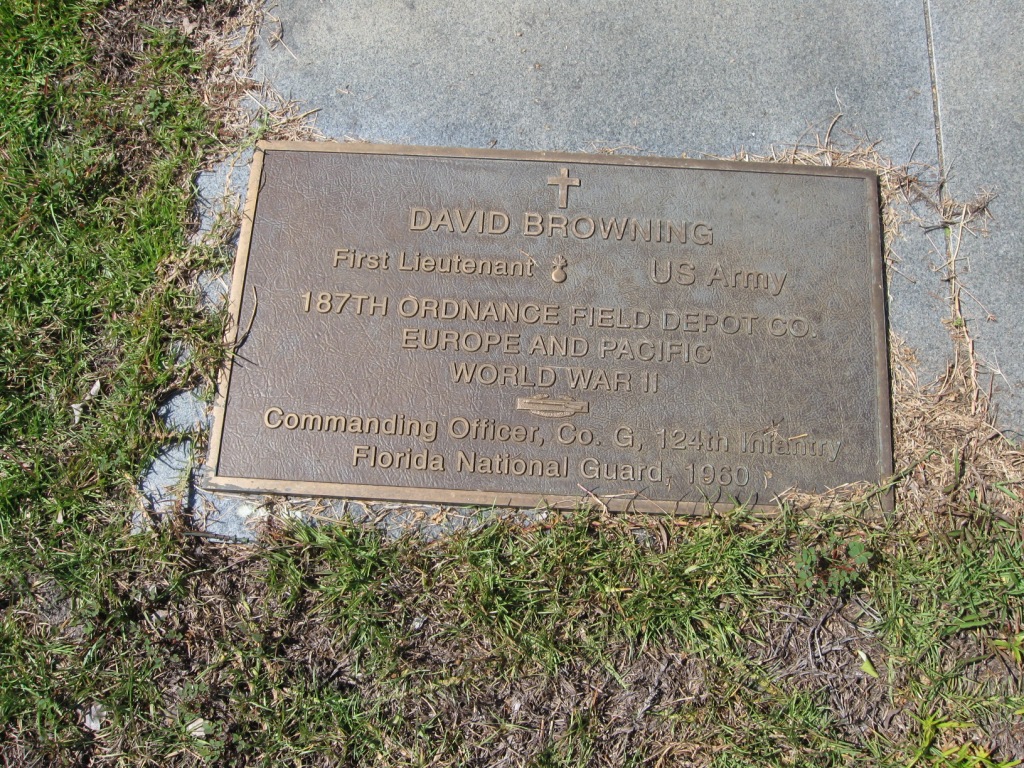 DAVID BROWNING
First Lieutenant US Army
187TH ORDNANCE FIELD DEPOT CO.
EUROPE AND PACIFIC
WORLD WAR II
Commanding Officer, Co. G, 124th Infantry
Florida National Guard, 1960